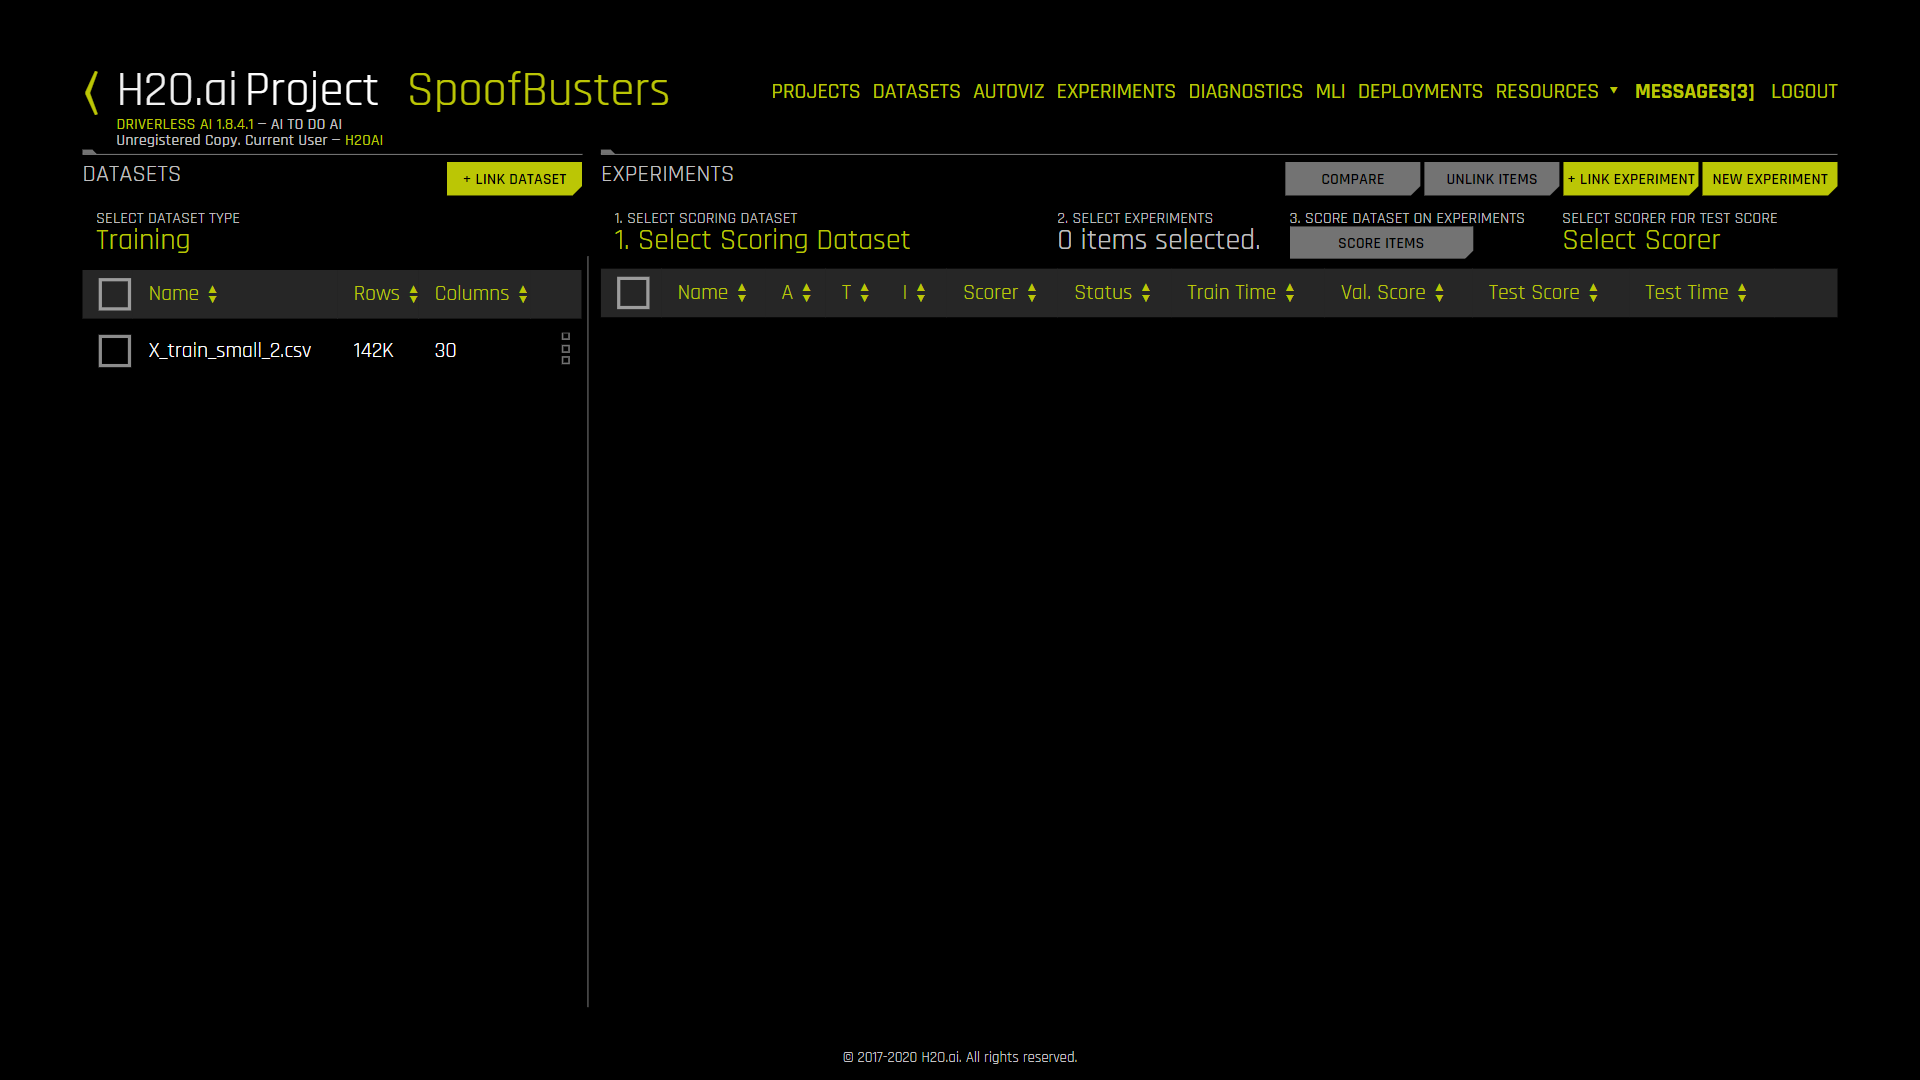 H2O.ai Project SpoofBusters
PROJECTS DATASETS AUTOVIZ EXPERIMENTS DIAGNOSTICS MLI DEPLOYMENTS RESOURCES ▼ MESSAGES[3] LOGOUT
DRIVERLESS AI 1.8.4.1 — AI TO DO AI
Unregistered Copy. Current User — H2OAI
DATASETS
+ LINK DATASET
EXPERIMENTS
COMPARE UNLINK ITEMS + LINK EXPERIMENT NEW EXPERIMENT
SELECT DATASET TYPE
Training
1. SELECT SCORING DATASET
1. Select Scoring Dataset
2. SELECT EXPERIMENTS
0 items selected.
3. SCORE DATASET ON EXPERIMENTS
SCORE ITEMS
SELECT SCORER FOR TEST SCORE
Select Scorer
Name Rows Columns
X_train_small_2.csv 142K 30
Name A T I Scorer Status Train Time Val. Score Test Score Test Time
© 2017-2020 H2O.ai. All rights reserved.